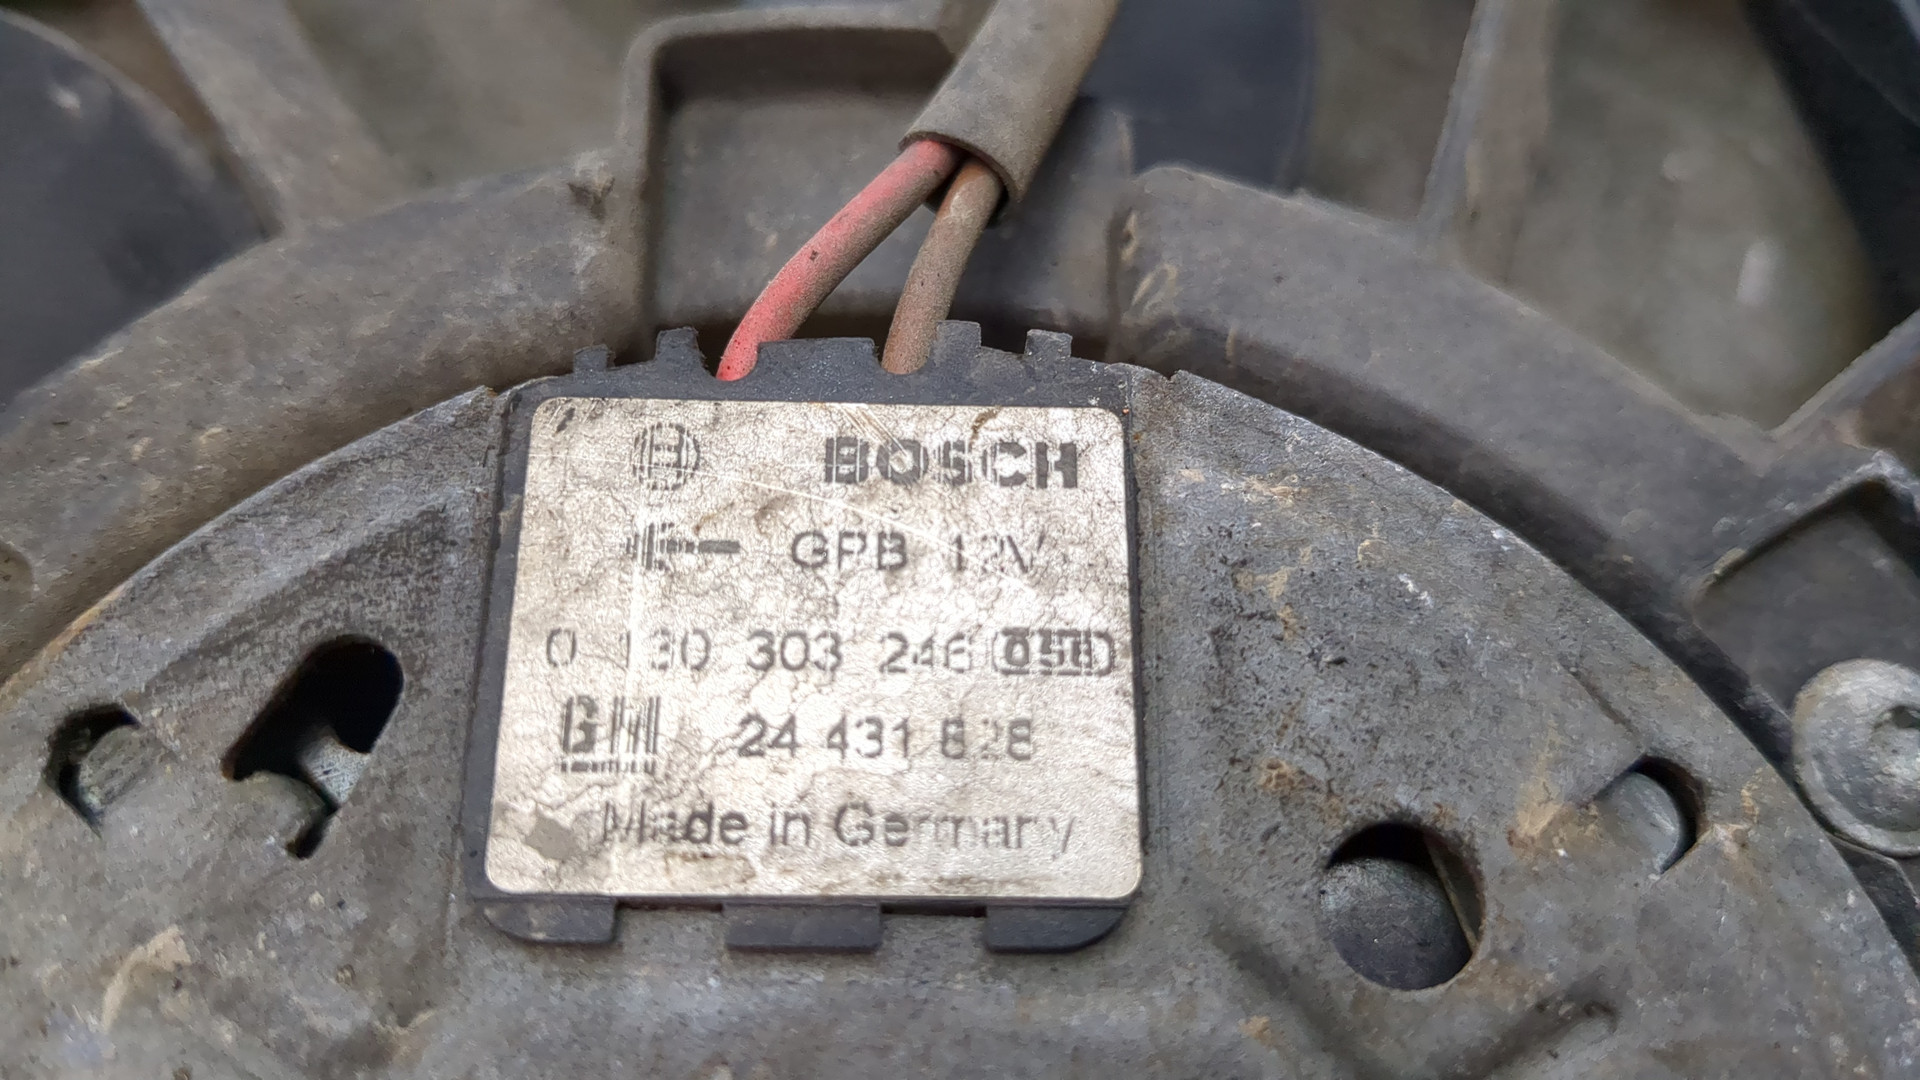 BOSCH
GPB 12V
0 130 303 246
GM 24 431 828
Made in Germany